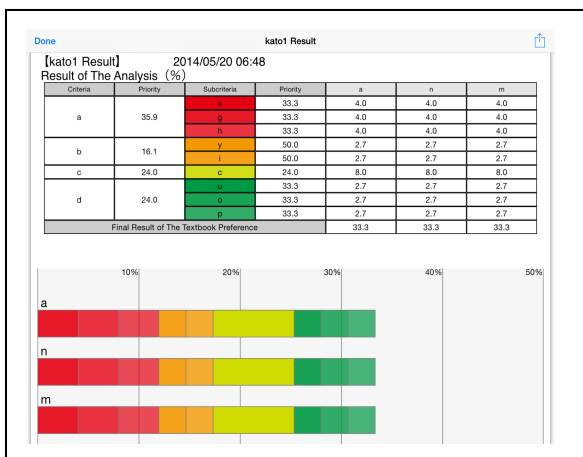 Done kato1 Result
【kato1 Result】 2014/05/20 06:48
Result of The Analysis（%）
Criteria Priority Subcriteria Priority a n m
a 35.9 s 33.3 4.0 4.0 4.0
g 33.3 4.0 4.0 4.0
h 33.3 4.0 4.0 4.0
b 16.1 y 50.0 2.7 2.7 2.7
i 50.0 2.7 2.7 2.7
c 24.0 c 24.0 8.0 8.0 8.0
d 24.0 u 33.3 2.7 2.7 2.7
o 33.3 2.7 2.7 2.7
p 33.3 2.7 2.7 2.7
Final Result of The Textbook Preference 33.3 33.3 33.3
10% 20% 30% 40% 50%
a
n
m